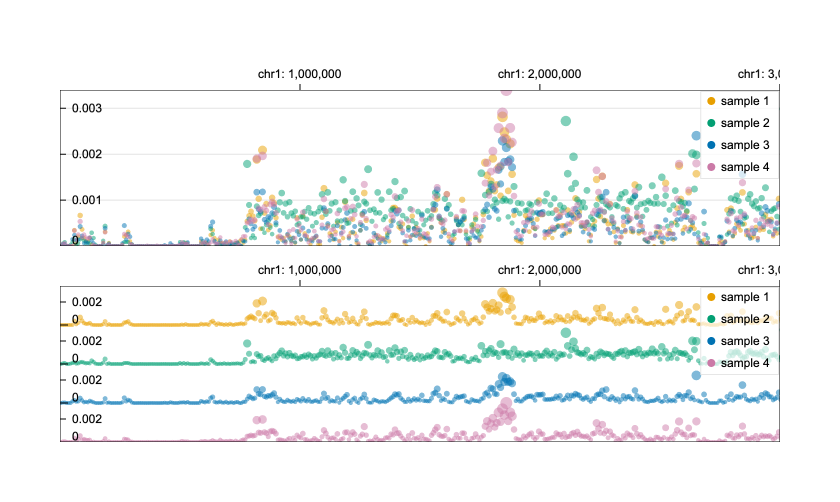 chr1: 1,000,000 chr1: 2,000,000 chr1: 3,0
0.003 sample 1
sample 2
0.002 sample 3
sample 4
0.001
0
chr1: 1,000,000 chr1: 2,000,000 chr1: 3,0
0.002 sample 1
0 sample 2
0.002 sample 3
0 sample 4
0.002
0
0.002
0